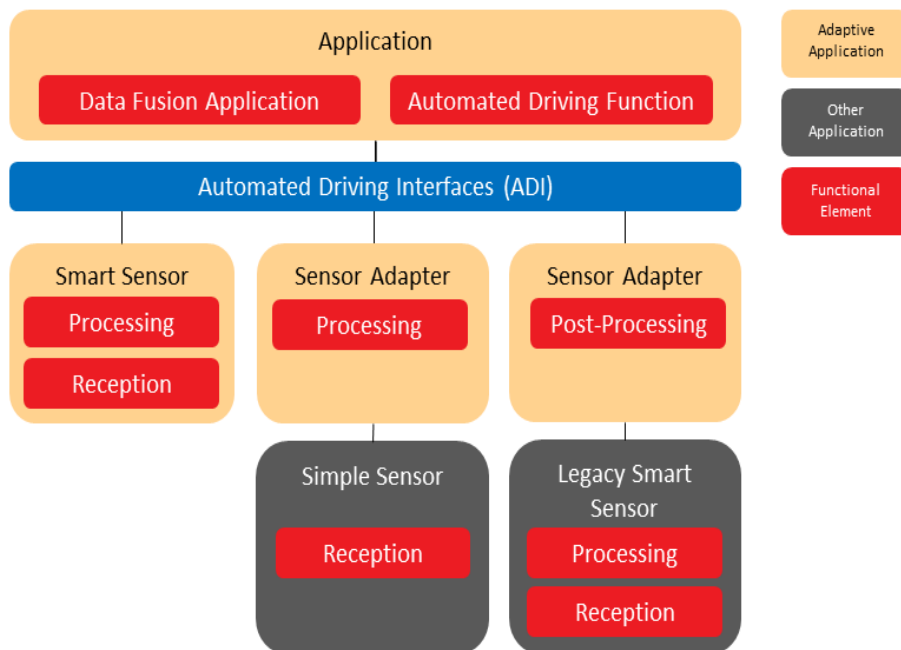 Application
Data Fusion Application
Automated Driving Function
Automated Driving Interfaces (ADI)
Smart Sensor
Processing
Reception
Sensor Adapter
Processing
Sensor Adapter
Post-Processing
Simple Sensor
Reception
Legacy Smart
Sensor
Processing
Reception
Adaptive
Application
Other
Application
Functional
Element